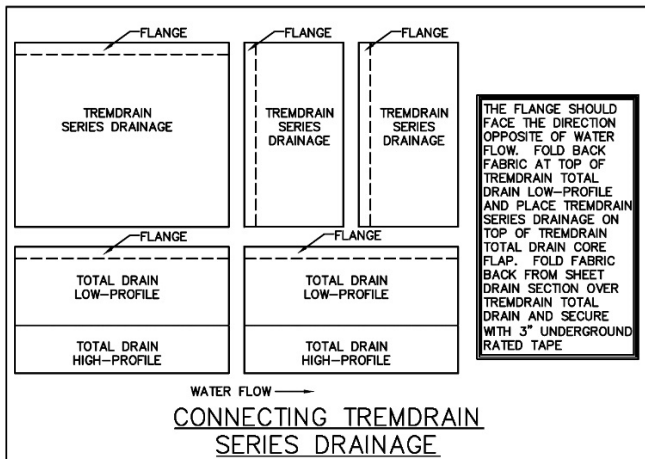 FLANGE
FLANGE
FLANGE
TREMDRAIN
SERIES DRAINAGE
TREMDRAIN
SERIES
DRAINAGE
TREMDRAIN
SERIES
DRAINAGE
THE FLANGE SHOULD
FACE THE DIRECTION
OPPOSITE OF WATER
FLOW. FOLD BACK
FABRIC AT TOP OF
TREMDRAIN TOTAL
DRAIN LOW-PROFILE
AND PLACE TREMDRAIN
SERIES DRAINAGE ON
TOP OF TREMDRAIN
TOTAL DRAIN CORE
FLAP. FOLD FABRIC
BACK FROM SHEET
DRAIN SECTION OVER
TREMDRAIN TOTAL
DRAIN AND SECURE
WITH 3" UNDERGROUND
RATED TAPE
FLANGE
FLANGE
TOTAL DRAIN
LOW-PROFILE
TOTAL DRAIN
LOW-PROFILE
TOTAL DRAIN
HIGH-PROFILE
TOTAL DRAIN
HIGH-PROFILE
WATER FLOW
CONNECTING TREMDRAIN
SERIES DRAINAGE